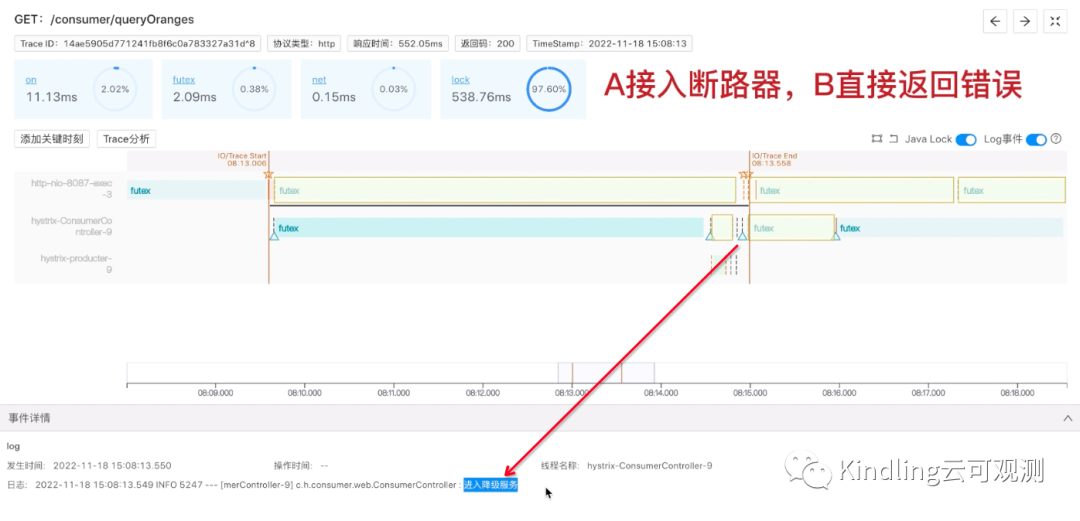 GET: /consumer/queryOranges
Trace ID: 14ae5905d771241fb8f6c0a783327a31d^8 协议类型: http 响应时间: 552.05ms 返回码: 200 TimeStamp: 2022-11-18 15:08:13
on
11.13ms
2.02%
futex
2.09ms
0.38%
net
0.15ms
0.03%
lock
538.76ms
97.60%
A接入断路器，B直接返回错误
添加关键时刻 Trace分析
Java Lock Log事件
IO/Trace Start
08:13.006
IO/Trace End
08:13.558
http-nio-8087-exec
-3
futex futex futex futex
hystrix-ConsumerCo
ntroller-9
futex futex futex
hystrix-producter-
9
08:09.000 08:10.000 08:11.000 08:12.000 08:13.000 08:14.000 08:15.000 08:16.000 08:17.000 08:18.000
事件详情
log
发生时间: 2022-11-18 15:08:13.550 操作时间: -- 线程名称: hystrix-ConsumerController-9
日志: 2022-11-18 15:08:13.549 INFO 5247 --- [merController-9] c.h.consumer.web.ConsumerController : 进入降级服务
Kindling云可观测